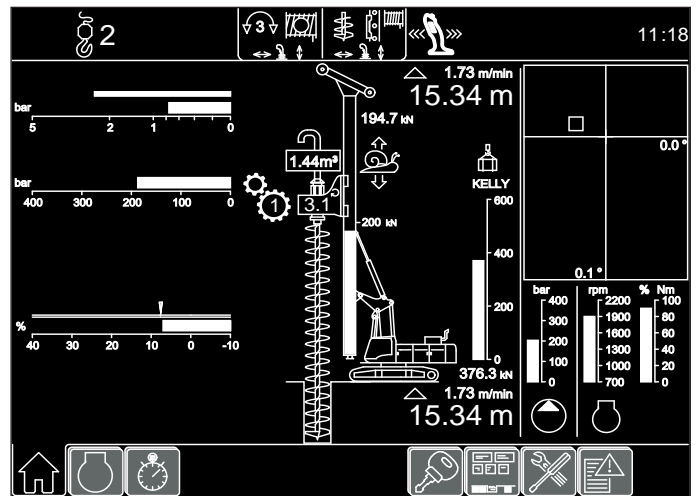 2
3
11:18
1.73 m/min
15.34 m
bar
5 2 1 0
194.7 kN
0.0°
1.44m³
KELLY
bar
400 300 200 100 0
1
3.1
600
200 kN
400
0.1°
bar
400
300
200
100
0
rpm
2200
1900
1600
1300
1000
700
% Nm
100
80
60
40
20
0
200
0
%
40 30 20 10 0 -10
376.3 kN
1.73 m/min
15.34 m